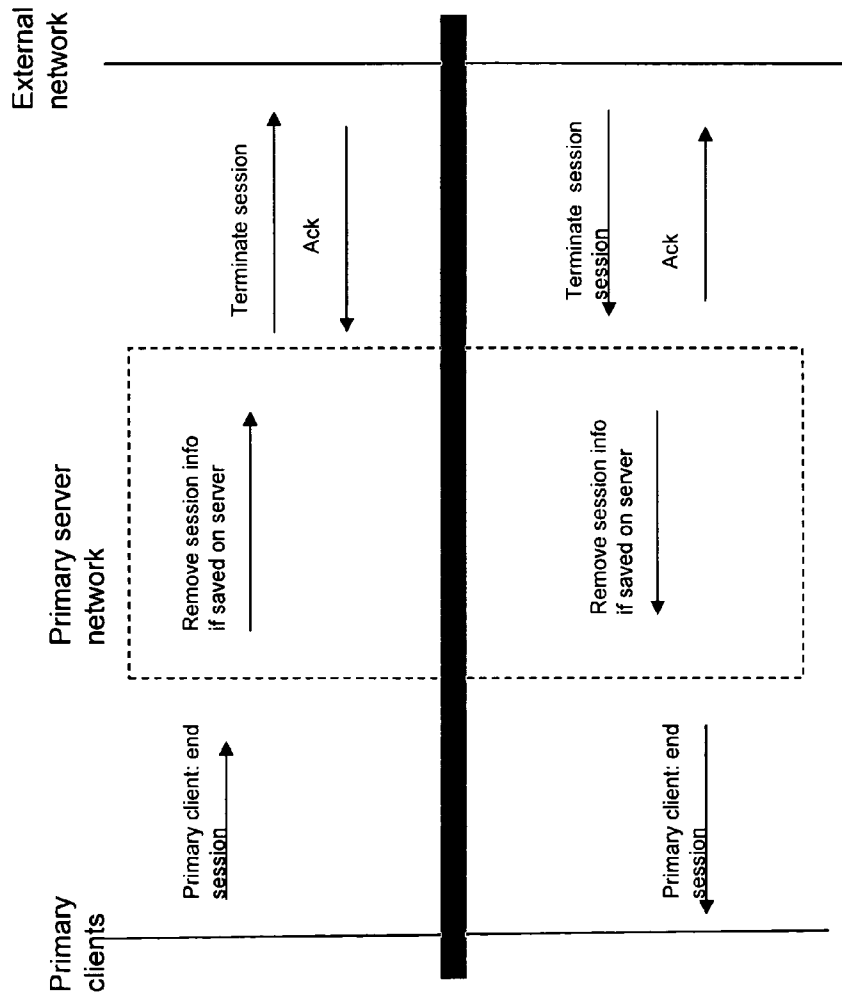 Primary
clients
Primary server
network
External
network
Primary client: end
session
Remove session info
if saved on server
Terminate session
Ack
Primary client: end
session
Remove session info
if saved on server
Terminate session
session
Ack